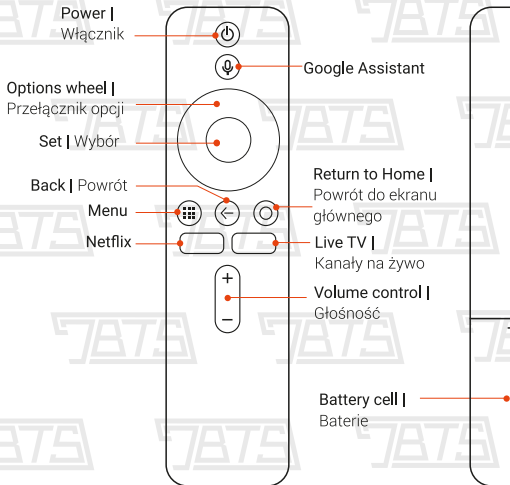 Power |
Włącznik
Google Assistant
Options wheel |
Przełącznik opcji
Set | Wybór
Back | Powrót
Menu
Netflix
Return to Home |
Powrót do ekranu
głównego
Live TV |
Kanały na żywo
Volume control |
Głośność
+
−
Battery cell |
Baterie